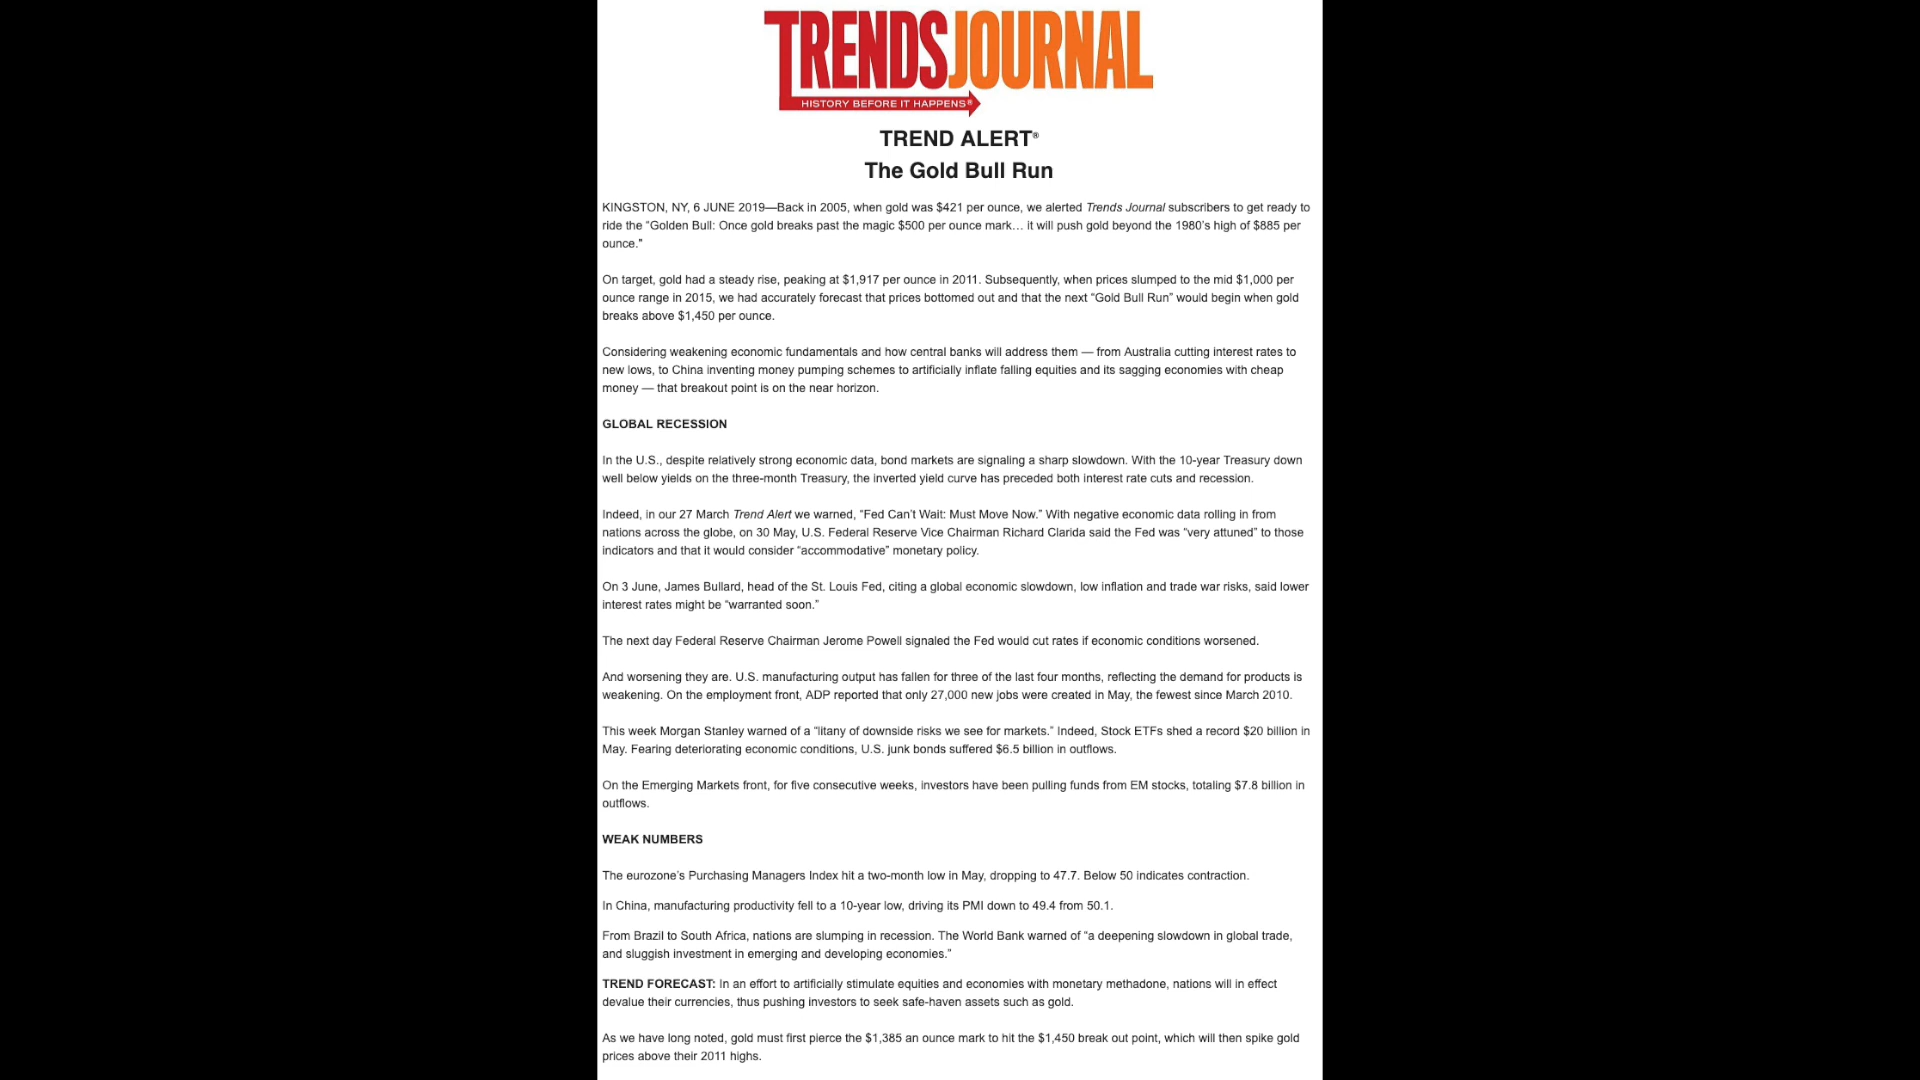 TRENDSJOURNAL
HISTORY BEFORE IT HAPPENS®
TREND ALERT®
The Gold Bull Run
KINGSTON, NY, 6 JUNE 2019—Back in 2005, when gold was $421 per ounce, we alerted Trends Journal subscribers to get ready to
ride the “Golden Bull: Once gold breaks past the magic $500 per ounce mark… it will push gold beyond the 1980’s high of $885 per
ounce.”
On target, gold had a steady rise, peaking at $1,917 per ounce in 2011. Subsequently, when prices slumped to the mid $1,000 per
ounce range in 2015, we had accurately forecast that prices bottomed out and that the next “Gold Bull Run” would begin when gold
breaks above $1,450 per ounce.
Considering weakening economic fundamentals and how central banks will address them — from Australia cutting interest rates to
new lows, to China inventing money pumping schemes to artificially inflate falling equities and its sagging economies with cheap
money — that breakout point is on the near horizon.
GLOBAL RECESSION
In the U.S., despite relatively strong economic data, bond markets are signaling a sharp slowdown. With the 10-year Treasury down
well below yields on the three-month Treasury, the inverted yield curve has preceded both interest rate cuts and recession.
Indeed, in our 27 March Trend Alert we warned, “Fed Can’t Wait: Must Move Now.” With negative economic data rolling in from
nations across the globe, on 30 May, U.S. Federal Reserve Vice Chairman Richard Clarida said the Fed was “very attuned” to those
indicators and that it would consider “accommodative” monetary policy.
On 3 June, James Bullard, head of the St. Louis Fed, citing a global economic slowdown, low inflation and trade war risks, said lower
interest rates might be “warranted soon.”
The next day Federal Reserve Chairman Jerome Powell signaled the Fed would cut rates if economic conditions worsened.
And worsening they are. U.S. manufacturing output has fallen for three of the last four months, reflecting the demand for products is
weakening. On the employment front, ADP reported that only 27,000 new jobs were created in May, the fewest since March 2010.
This week Morgan Stanley warned of a “litany of downside risks we see for markets.” Indeed, Stock ETFs shed a record $20 billion in
May. Fearing deteriorating economic conditions, U.S. junk bonds suffered $6.5 billion in outflows.
On the Emerging Markets front, for five consecutive weeks, investors have been pulling funds from EM stocks, totaling $7.8 billion in
outflows.
WEAK NUMBERS
The eurozone’s Purchasing Managers Index hit a two-month low in May, dropping to 47.7. Below 50 indicates contraction.
In China, manufacturing productivity fell to a 10-year low, driving its PMI down to 49.4 from 50.1.
From Brazil to South Africa, nations are slumping in recession. The World Bank warned of “a deepening slowdown in global trade,
and sluggish investment in emerging and developing economies.”
TREND FORECAST: In an effort to artificially stimulate equities and economies with monetary methadone, nations will in effect
devalue their currencies, thus pushing investors to seek safe-haven assets such as gold.
As we have long noted, gold must first pierce the $1,385 an ounce mark to hit the $1,450 break out point, which will then spike gold
prices above their 2011 highs.